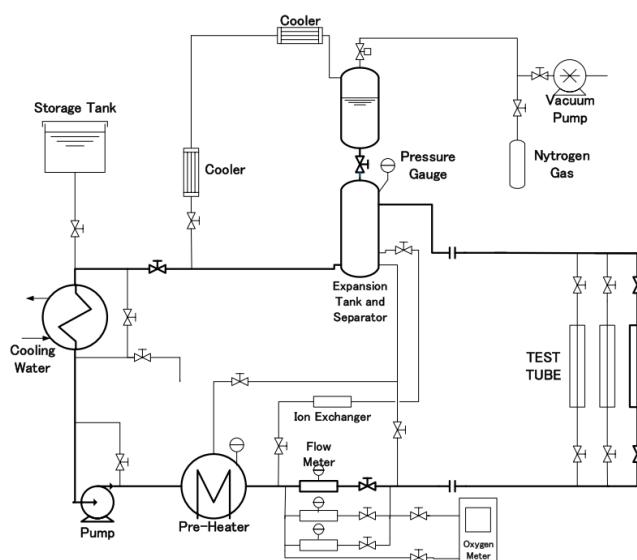 Cooler
Storage Tank
Vacuum
Pump
Pressure
Gauge
Cooler
Nytrogen
Gas
Expansion
Tank and
Separator
Cooling
Water
TEST
TUBE
Ion Exchanger
Flow
Meter
Pump
Pre-Heater
Oxygen
Meter